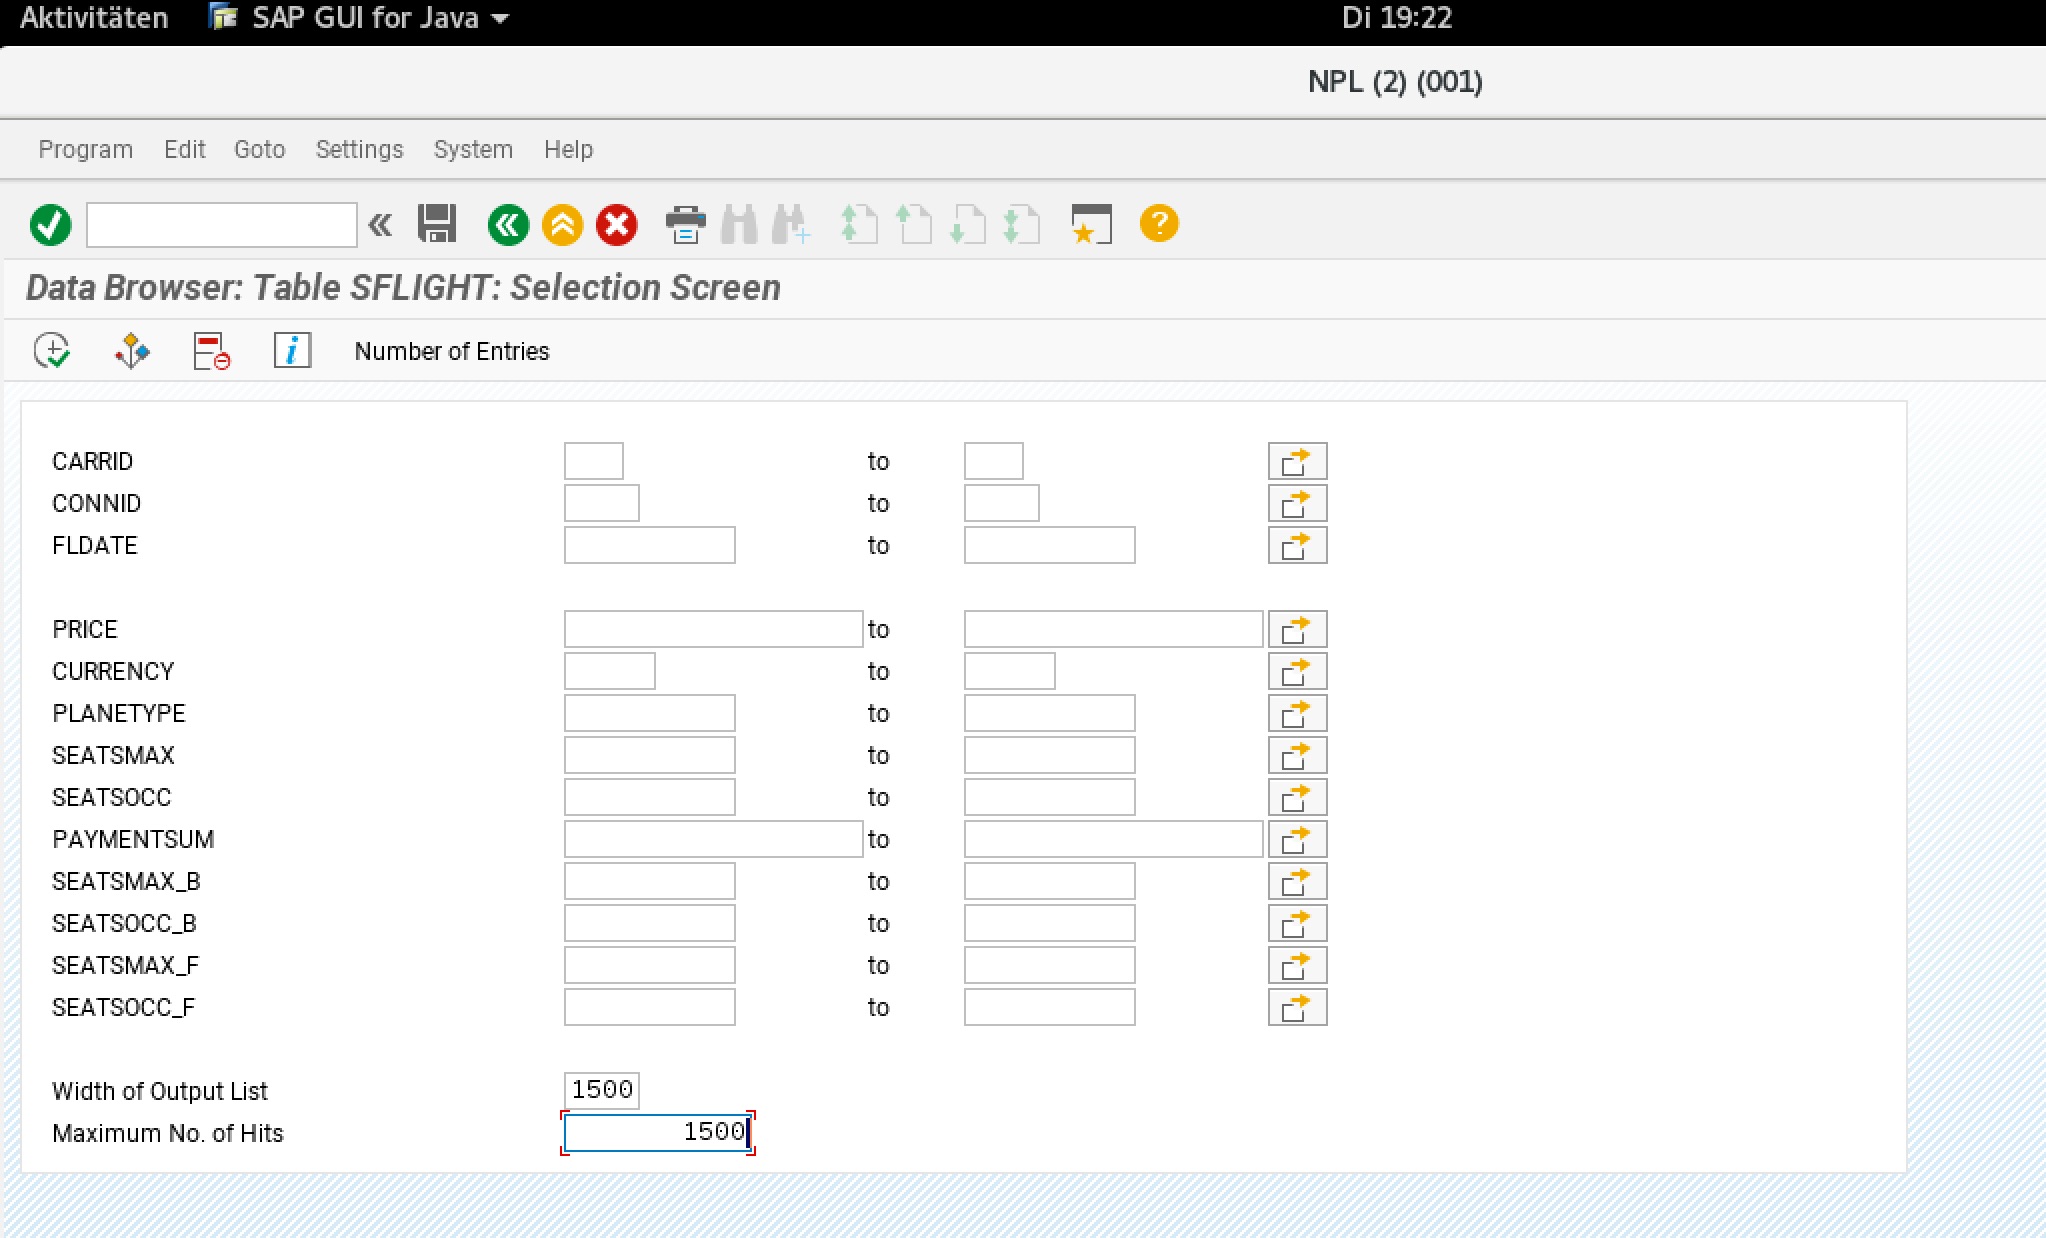 Aktivitäten SAP GUI for Java Di 19:22
NPL (2) (001)
Program Edit Goto Settings System Help
Data Browser: Table SFLIGHT: Selection Screen
Number of Entries
CARRID to
CONNID to
FLDATE to
PRICE to
CURRENCY to
PLANETYPE to
SEATSMAX to
SEATSOCC to
PAYMENTSUM to
SEATSMAX_B to
SEATSOCC_B to
SEATSMAX_F to
SEATSOCC_F to
Width of Output List 1500
Maximum No. of Hits 1500